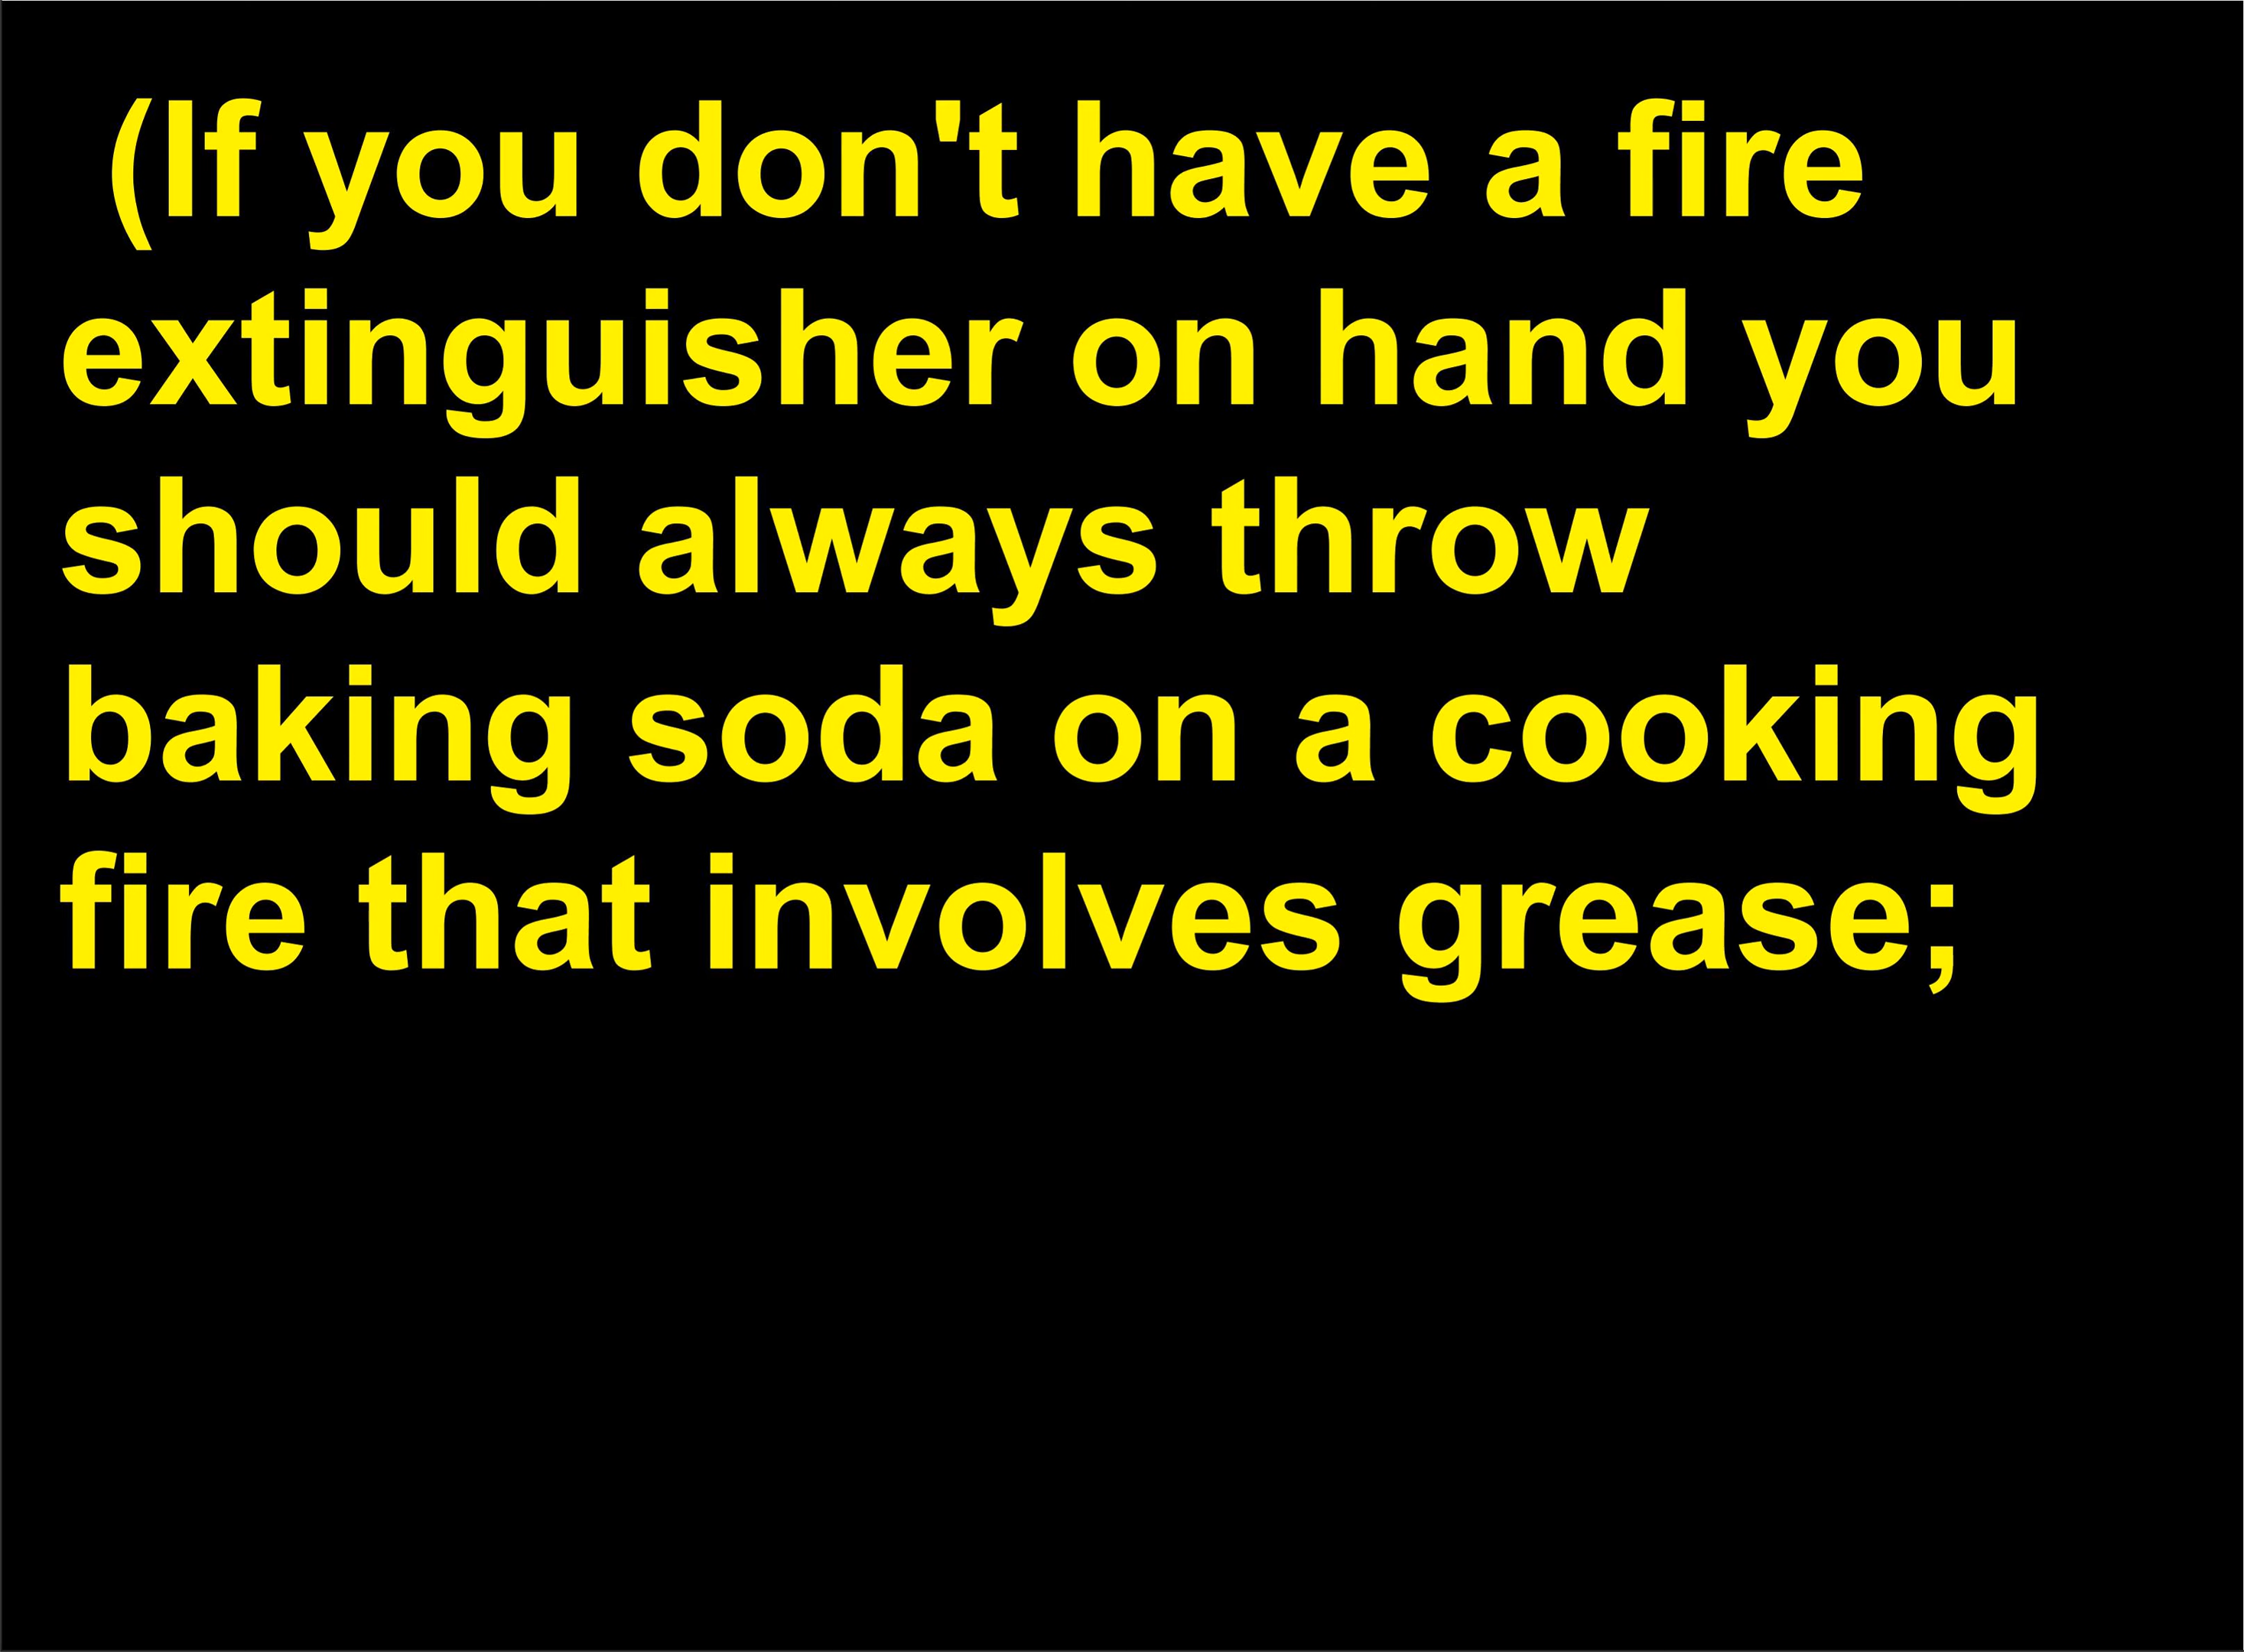 (If you don't have a fire
extinguisher on hand you
should always throw
baking soda on a cooking
fire that involves grease;